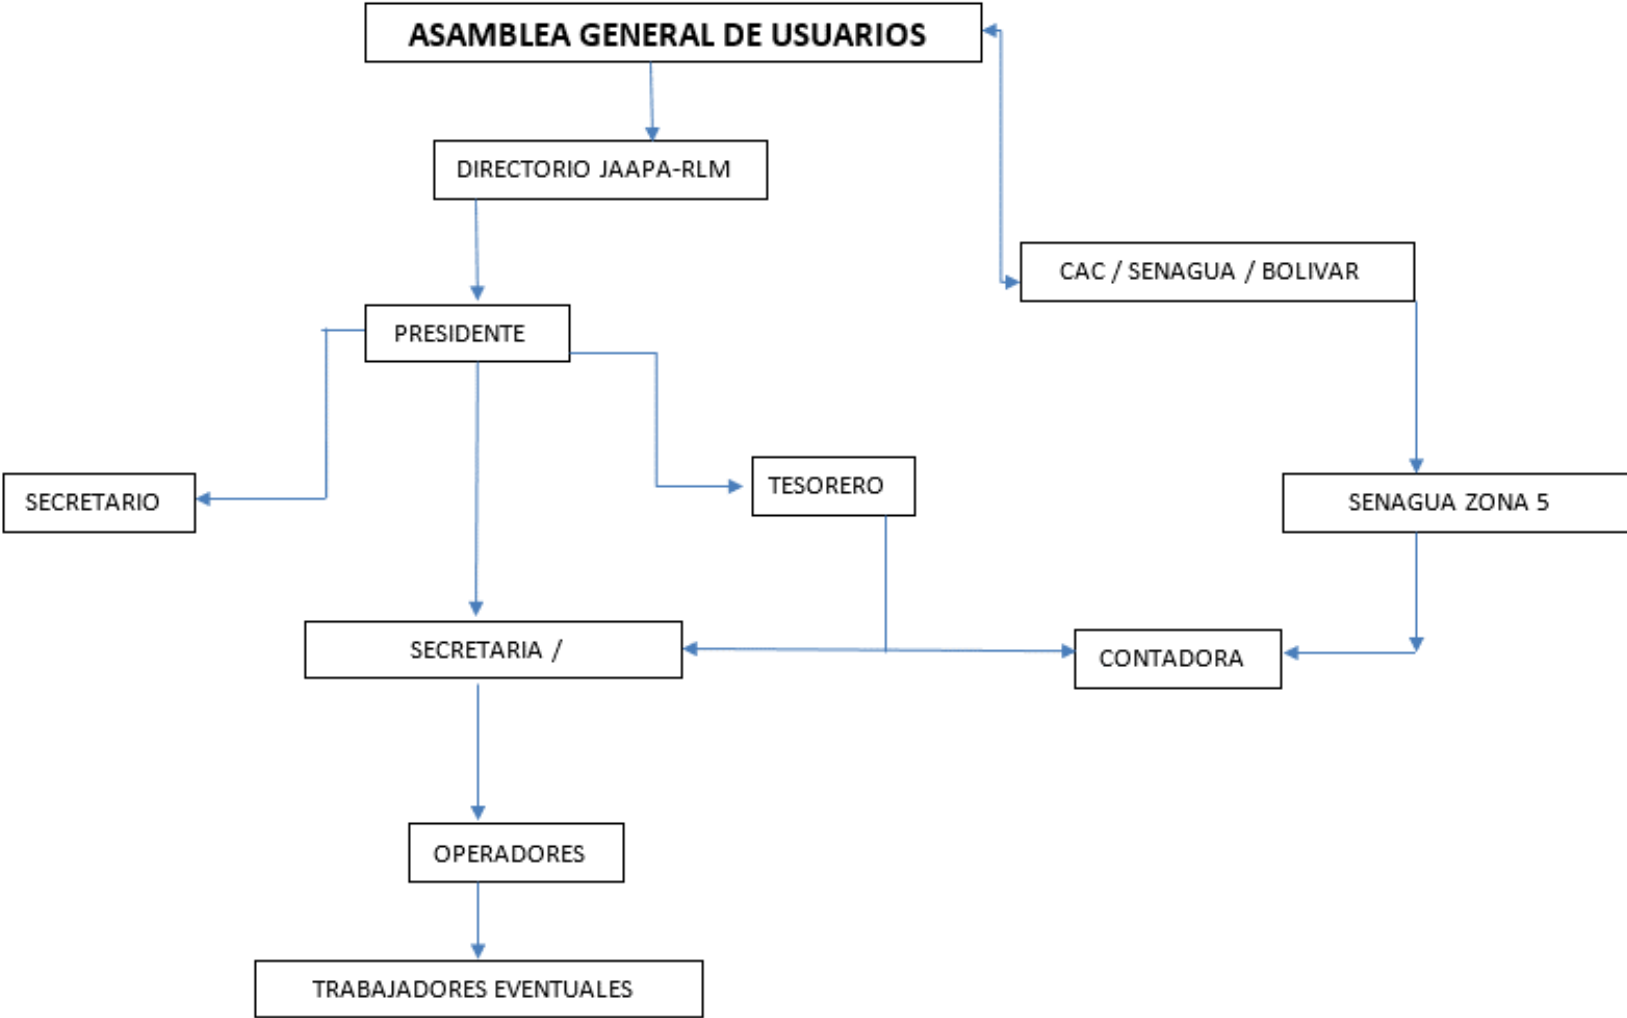 ASAMBLEA GENERAL DE USUARIOS
DIRECTORIO JAAPA-RLM
CAC / SENAGUA / BOLIVAR
PRESIDENTE
TESORERO
SECRETARIO
SENAGUA ZONA 5
SECRETARIA /
CONTADORA
OPERADORES
TRABAJADORES EVENTUALES